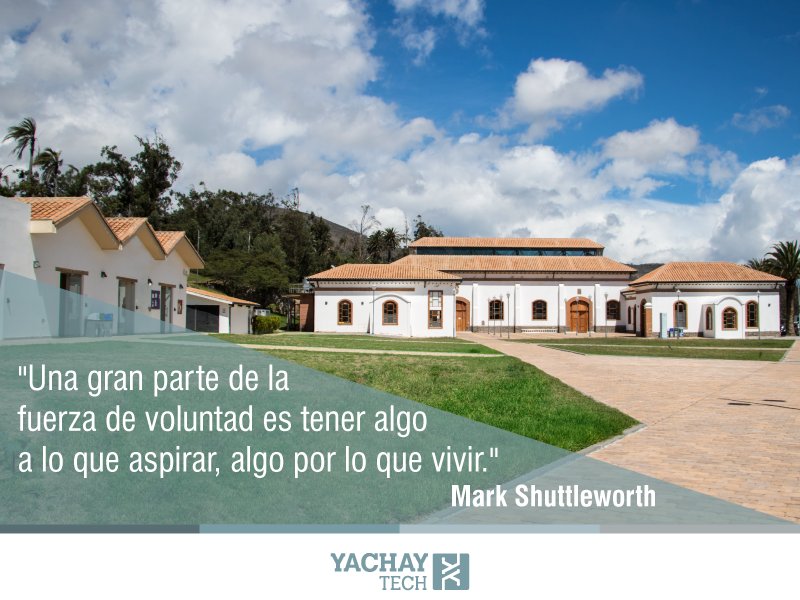 "Una gran parte de la
fuerza de voluntad es tener algo
a lo que aspirar, algo por lo que vivir."
Mark Shuttleworth
YACHAY
TECH